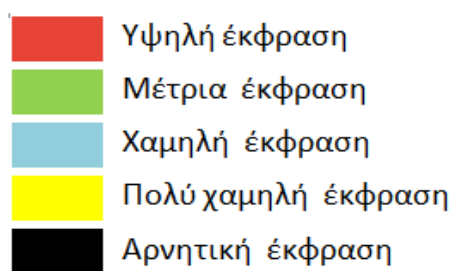 Υψηλή έκφραση
Μέτρια έκφραση
Χαμηλή έκφραση
Πολύ χαμηλή έκφραση
Αρνητική έκφραση